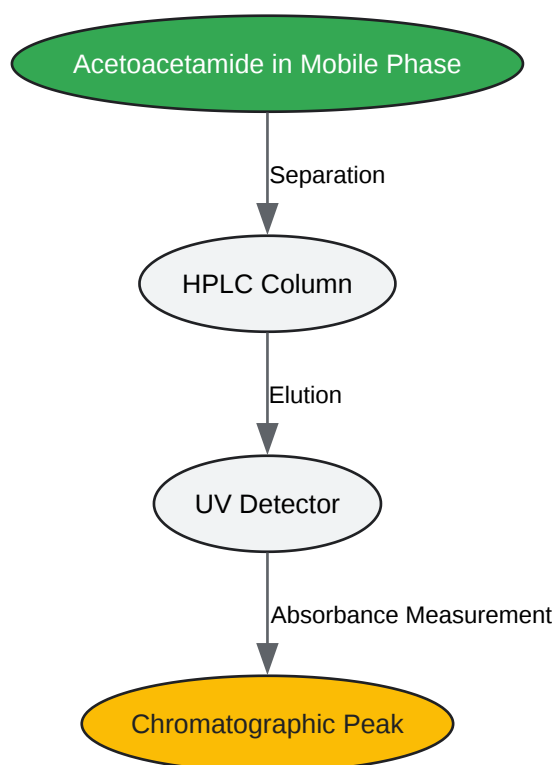 Acetoacetamide in Mobile Phase
Separation
HPLC Column
Elution
UV Detector
Absorbance Measurement
Chromatographic Peak